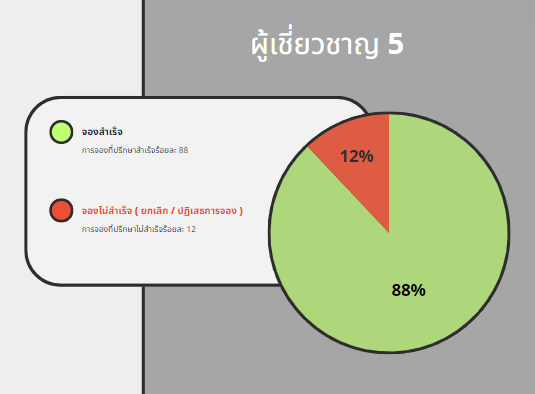 ผู้เชี่ยวชาญ 5
จองสำเร็จ
การจองที่ปรึกษาสำเร็จร้อยละ 88
จองไม่สำเร็จ ( ยกเลิก / ปฏิเสธการจอง )
การจองที่ปรึกษาไม่สำเร็จร้อยละ 12
12%
88%